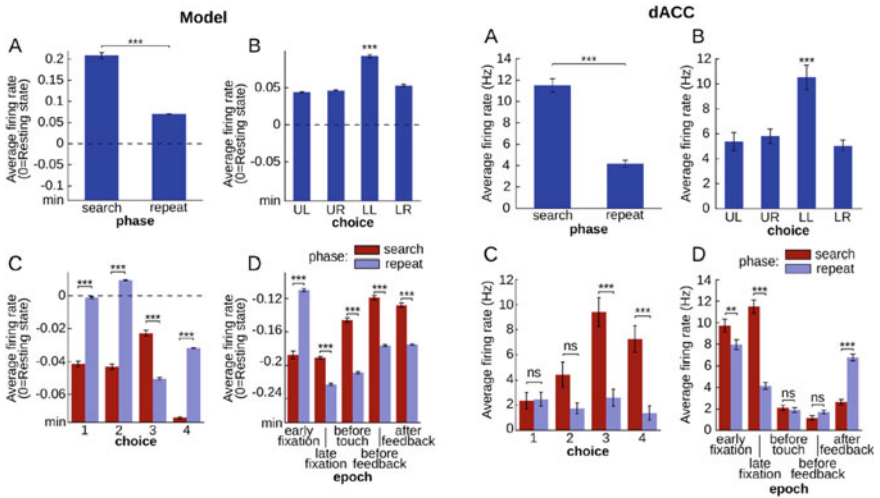 Model
A
Average firing rate
(0=Resting state)
0.2
0.15
0.1
0.05
0
-0.05
-0.1
min
***
search
repeat
phase
B
Average firing rate
(0=Resting state)
0.1
0.05
0
0.05
min
***
UL
UR
LL
LR
choice
C
Average firing rate
(0=Resting state)
0
-0.02
-0.04
-0.06
min
***
***
***
***
1
2
3
4
choice
D
phase:
search
repeat
Average firing rate
(0=Resting state)
-0.12
-0.16
-0.2
-0.24
min
***
***
***
***
***
early
fixation
late
fixation
before
touch
before
feedback
after
feedback
epoch
dACC
A
Average firing rate (Hz)
14
12
10
8
6
4
2
0
***
search
repeat
phase
B
Average firing rate (Hz)
12
10
8
6
4
2
0
***
UL
UR
LL
LR
choice
C
Average firing rate (Hz)
12
10
8
6
4
2
0
ns
ns
***
***
1
2
3
4
choice
D
phase:
search
repeat
Average firing rate (Hz)
14
12
10
8
6
4
2
0
**
***
ns
ns
***
early
fixation
late
fixation
before
touch
before
feedback
after
feedback
epoch